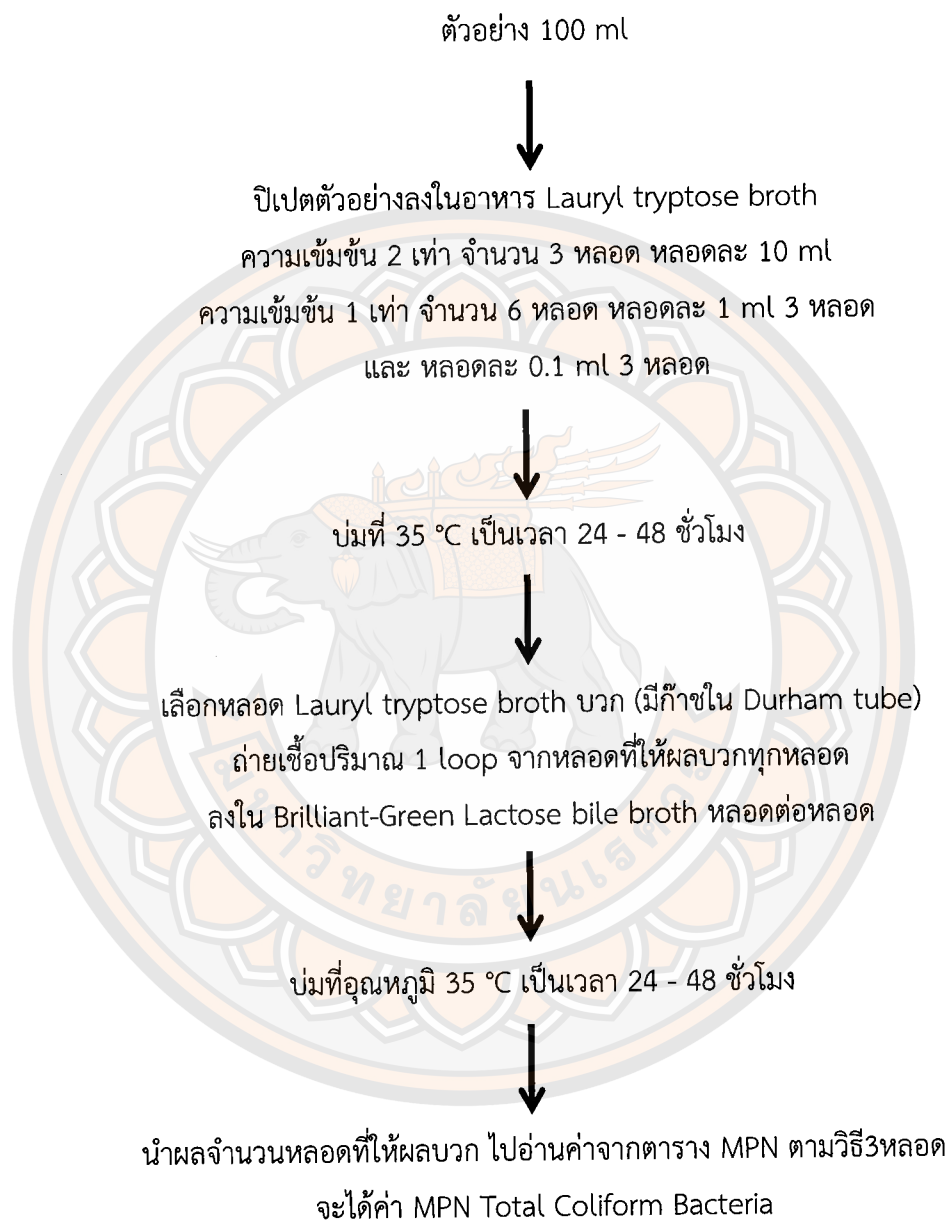 ตัวอย่าง 100 ml
ปิเปตตัวอย่างลงในอาหาร Lauryl tryptose broth
ความเข้มข้น 2 เท่า จำนวน 3 หลอด หลอดละ 10 ml
ความเข้มข้น 1 เท่า จำนวน 6 หลอด หลอดละ 1 ml 3 หลอด
และ หลอดละ 0.1 ml 3 หลอด
บ่มที่ 35 °C เป็นเวลา 24 - 48 ชั่วโมง
เลือกหลอด Lauryl tryptose broth บวก (มีก๊าซใน Durham tube)
ถ่ายเชื้อปริมาณ 1 loop จากหลอดที่ให้ผลบวกทุกหลอด
ลงใน Brilliant-Green Lactose bile broth หลอดต่อหลอด
บ่มที่อุณหภูมิ 35 °C เป็นเวลา 24 - 48 ชั่วโมง
นำผลจำนวนหลอดที่ให้ผลบวก ไปอ่านค่าจากตาราง MPN ตามวิธี3หลอด
จะได้ค่า MPN Total Coliform Bacteria